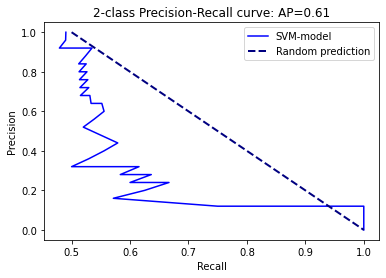 2-class Precision-Recall curve: AP=0.61
SVM-model
Random prediction
Precision
1.0
0.8
0.6
0.4
0.2
0.0
0.5 0.6 0.7 0.8 0.9 1.0
Recall